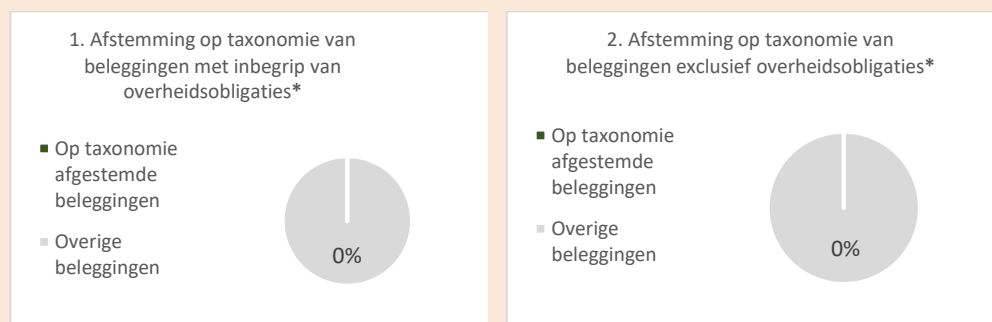 1. Afstemming op taxonomie van
beleggingen met inbegrip van
overheidsobligaties*
Op taxonomie
afgestemde
beleggingen
Overige
beleggingen
0%
2. Afstemming op taxonomie van
beleggingen exclusief overheidsobligaties*
Op taxonomie
afgestemde
beleggingen
Overige
beleggingen
0%